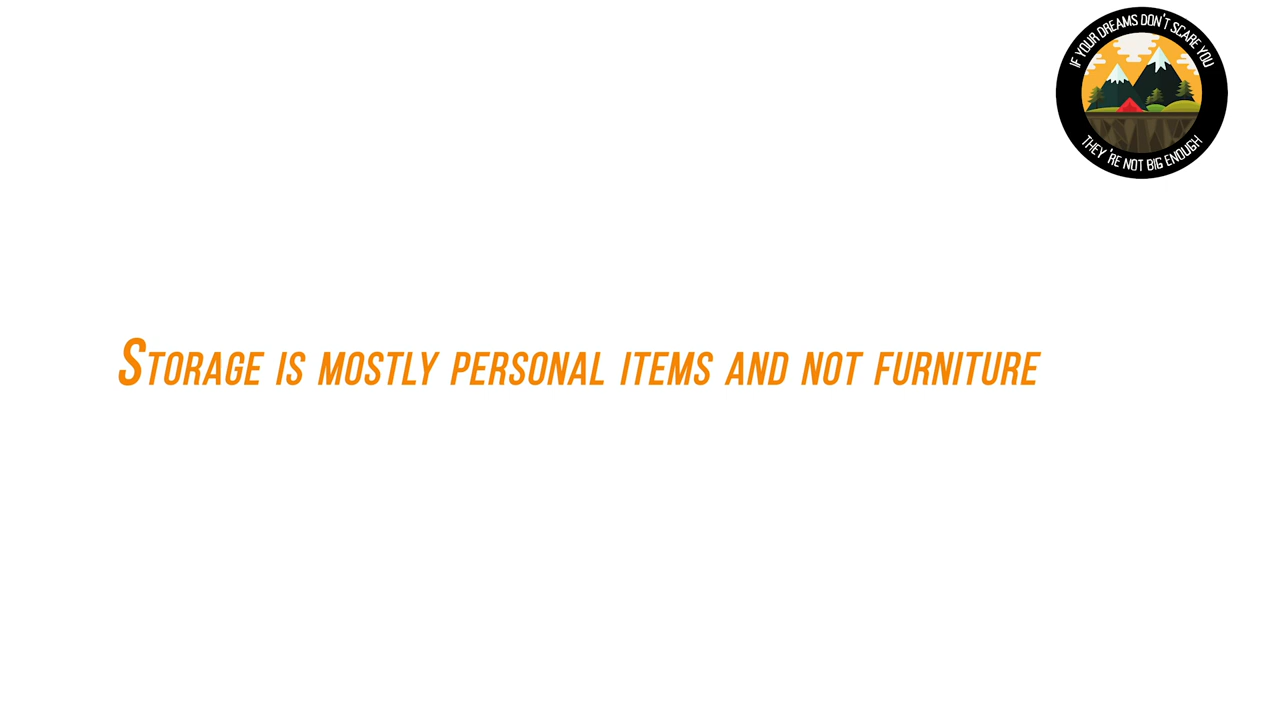 IF YOUR DREAMS DON'T SCARE YOU
THEY'RE NOT BIG ENOUGH
STORAGE IS MOSTLY PERSONAL ITEMS AND NOT FURNITURE